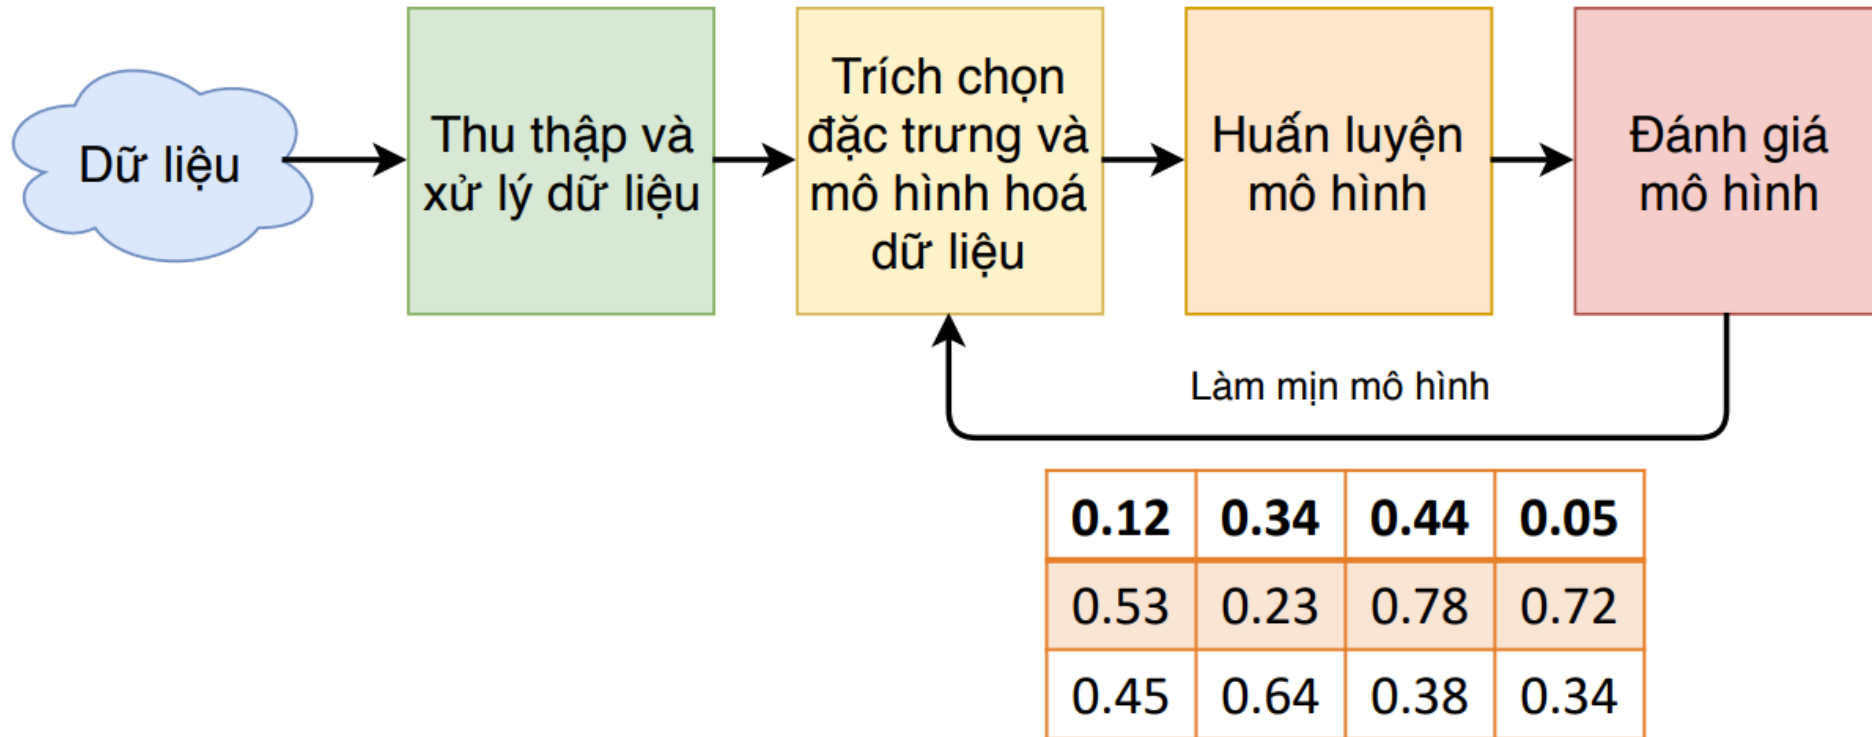 Dữ liệu
Thu thập và
xử lý dữ liệu
Trích chọn
đặc trưng và
mô hình hoá
dữ liệu
Huấn luyện
mô hình
Đánh giá
mô hình
Làm mịn mô hình
0.12 0.34 0.44 0.05
0.53 0.23 0.78 0.72
0.45 0.64 0.38 0.34